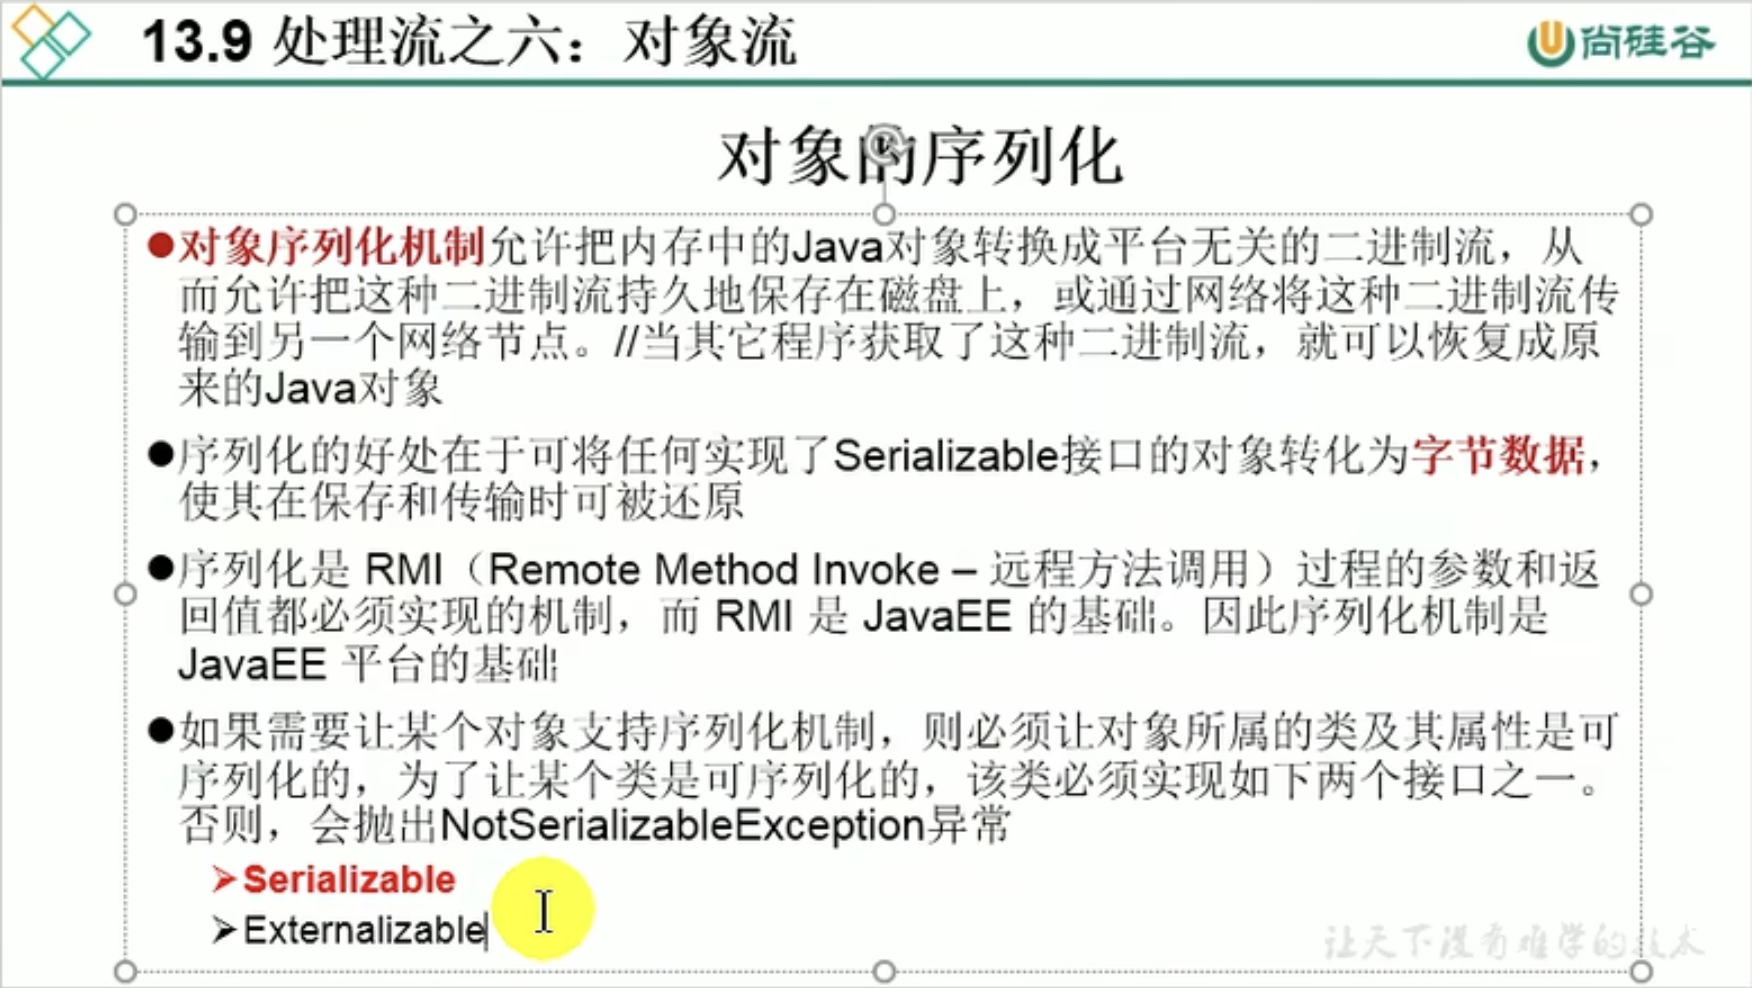 13.9 处理流之六：对象流
尚硅谷
对象的序列化
●对象序列化机制允许把内存中的Java对象转换成平台无关的二进制流，从
而允许把这种二进制流持久地保存在磁盘上，或通过网络将这种二进制流传
输到另一个网络节点。//当其它程序获取了这种二进制流，就可以恢复成原
来的Java对象
●序列化的好处在于可将任何实现了Serializable接口的对象转化为字节数据，
使其在保存和传输时可被还原
●序列化是 RMI（Remote Method Invoke – 远程方法调用）过程的参数和返
回值都必须实现的机制，而 RMI 是 JavaEE 的基础。因此序列化机制是
JavaEE 平台的基础
●如果需要让某个对象支持序列化机制，则必须让对象所属的类及其属性是可
序列化的，为了让某个类是可序列化的，该类必须实现如下两个接口之一。
否则，会抛出NotSerializableException异常
➢Serializable
➢Externalizable
让天下没有难学的技术